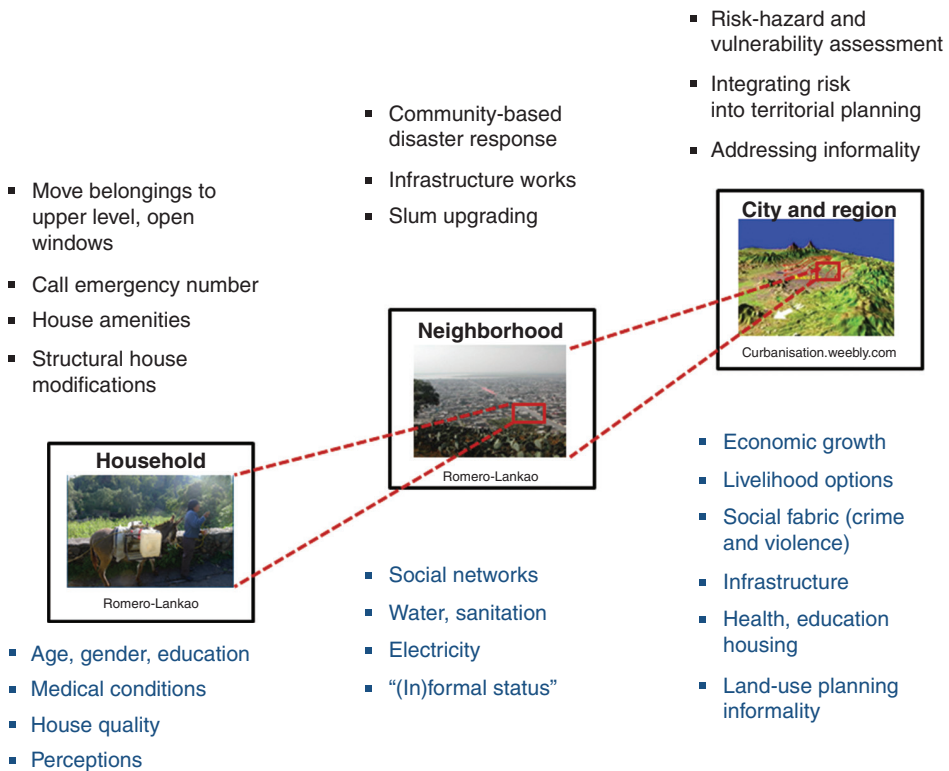 ▪ Risk-hazard and
vulnerability assessment
▪ Integrating risk
into territorial planning
▪ Addressing informality
▪ Community-based
disaster response
▪ Infrastructure works
▪ Slum upgrading
▪ Move belongings to
upper level, open
windows
▪ Call emergency number
▪ House amenities
▪ Structural house
modifications
City and region
Curbanisation.weebly.com
Neighborhood
Romero-Lankao
Household
Romero-Lankao
▪ Age, gender, education
▪ Medical conditions
▪ House quality
▪ Perceptions
▪ Social networks
▪ Water, sanitation
▪ Electricity
▪ “(In)formal status”
▪ Economic growth
▪ Livelihood options
▪ Social fabric (crime
and violence)
▪ Infrastructure
▪ Health, education
housing
▪ Land-use planning
informality